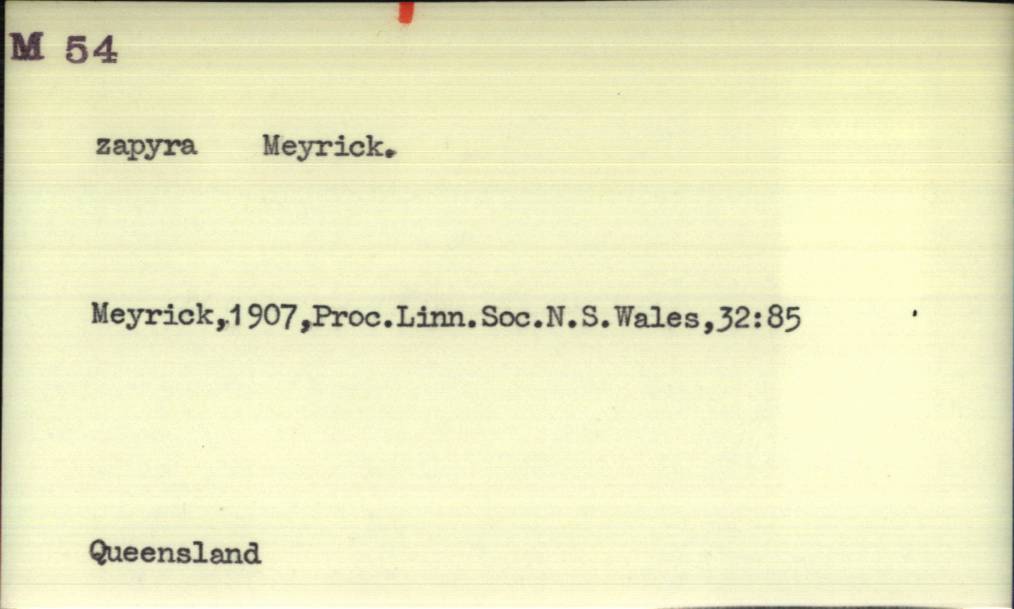 M 54
zapyra Meyrick.
Meyrick,1907,Proc.Linn.Soc.N.S.Wales,32:85
Queensland